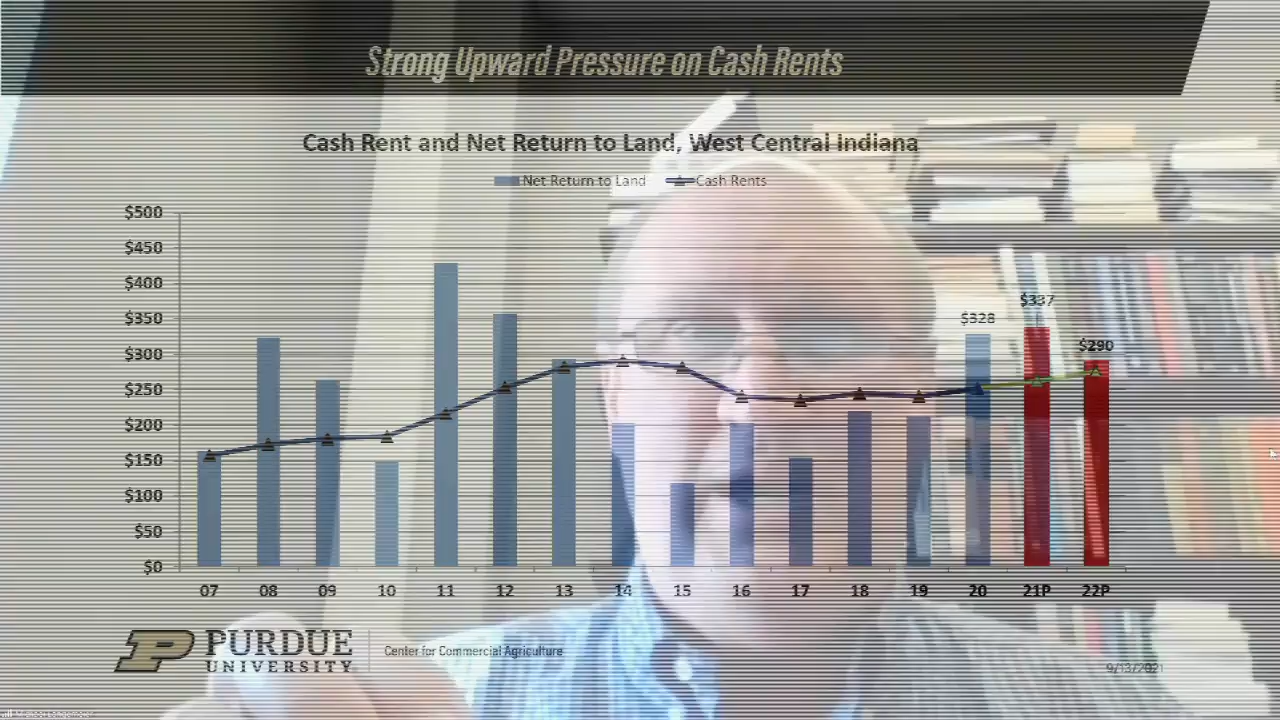 Strong Upward Pressure on Cash Rents
Cash Rent and Net Return to Land, West Central Indiana
Net Return to Land Cash Rents
$500
$450
$400
$350
$300
$250
$200
$150
$100
$50
$0
$328
$337
$290
07 08 09 10 11 12 13 14 15 16 17 18 19 20 21P 22P
PURDUE
UNIVERSITY
Center for Commercial Agriculture
9/13/2021